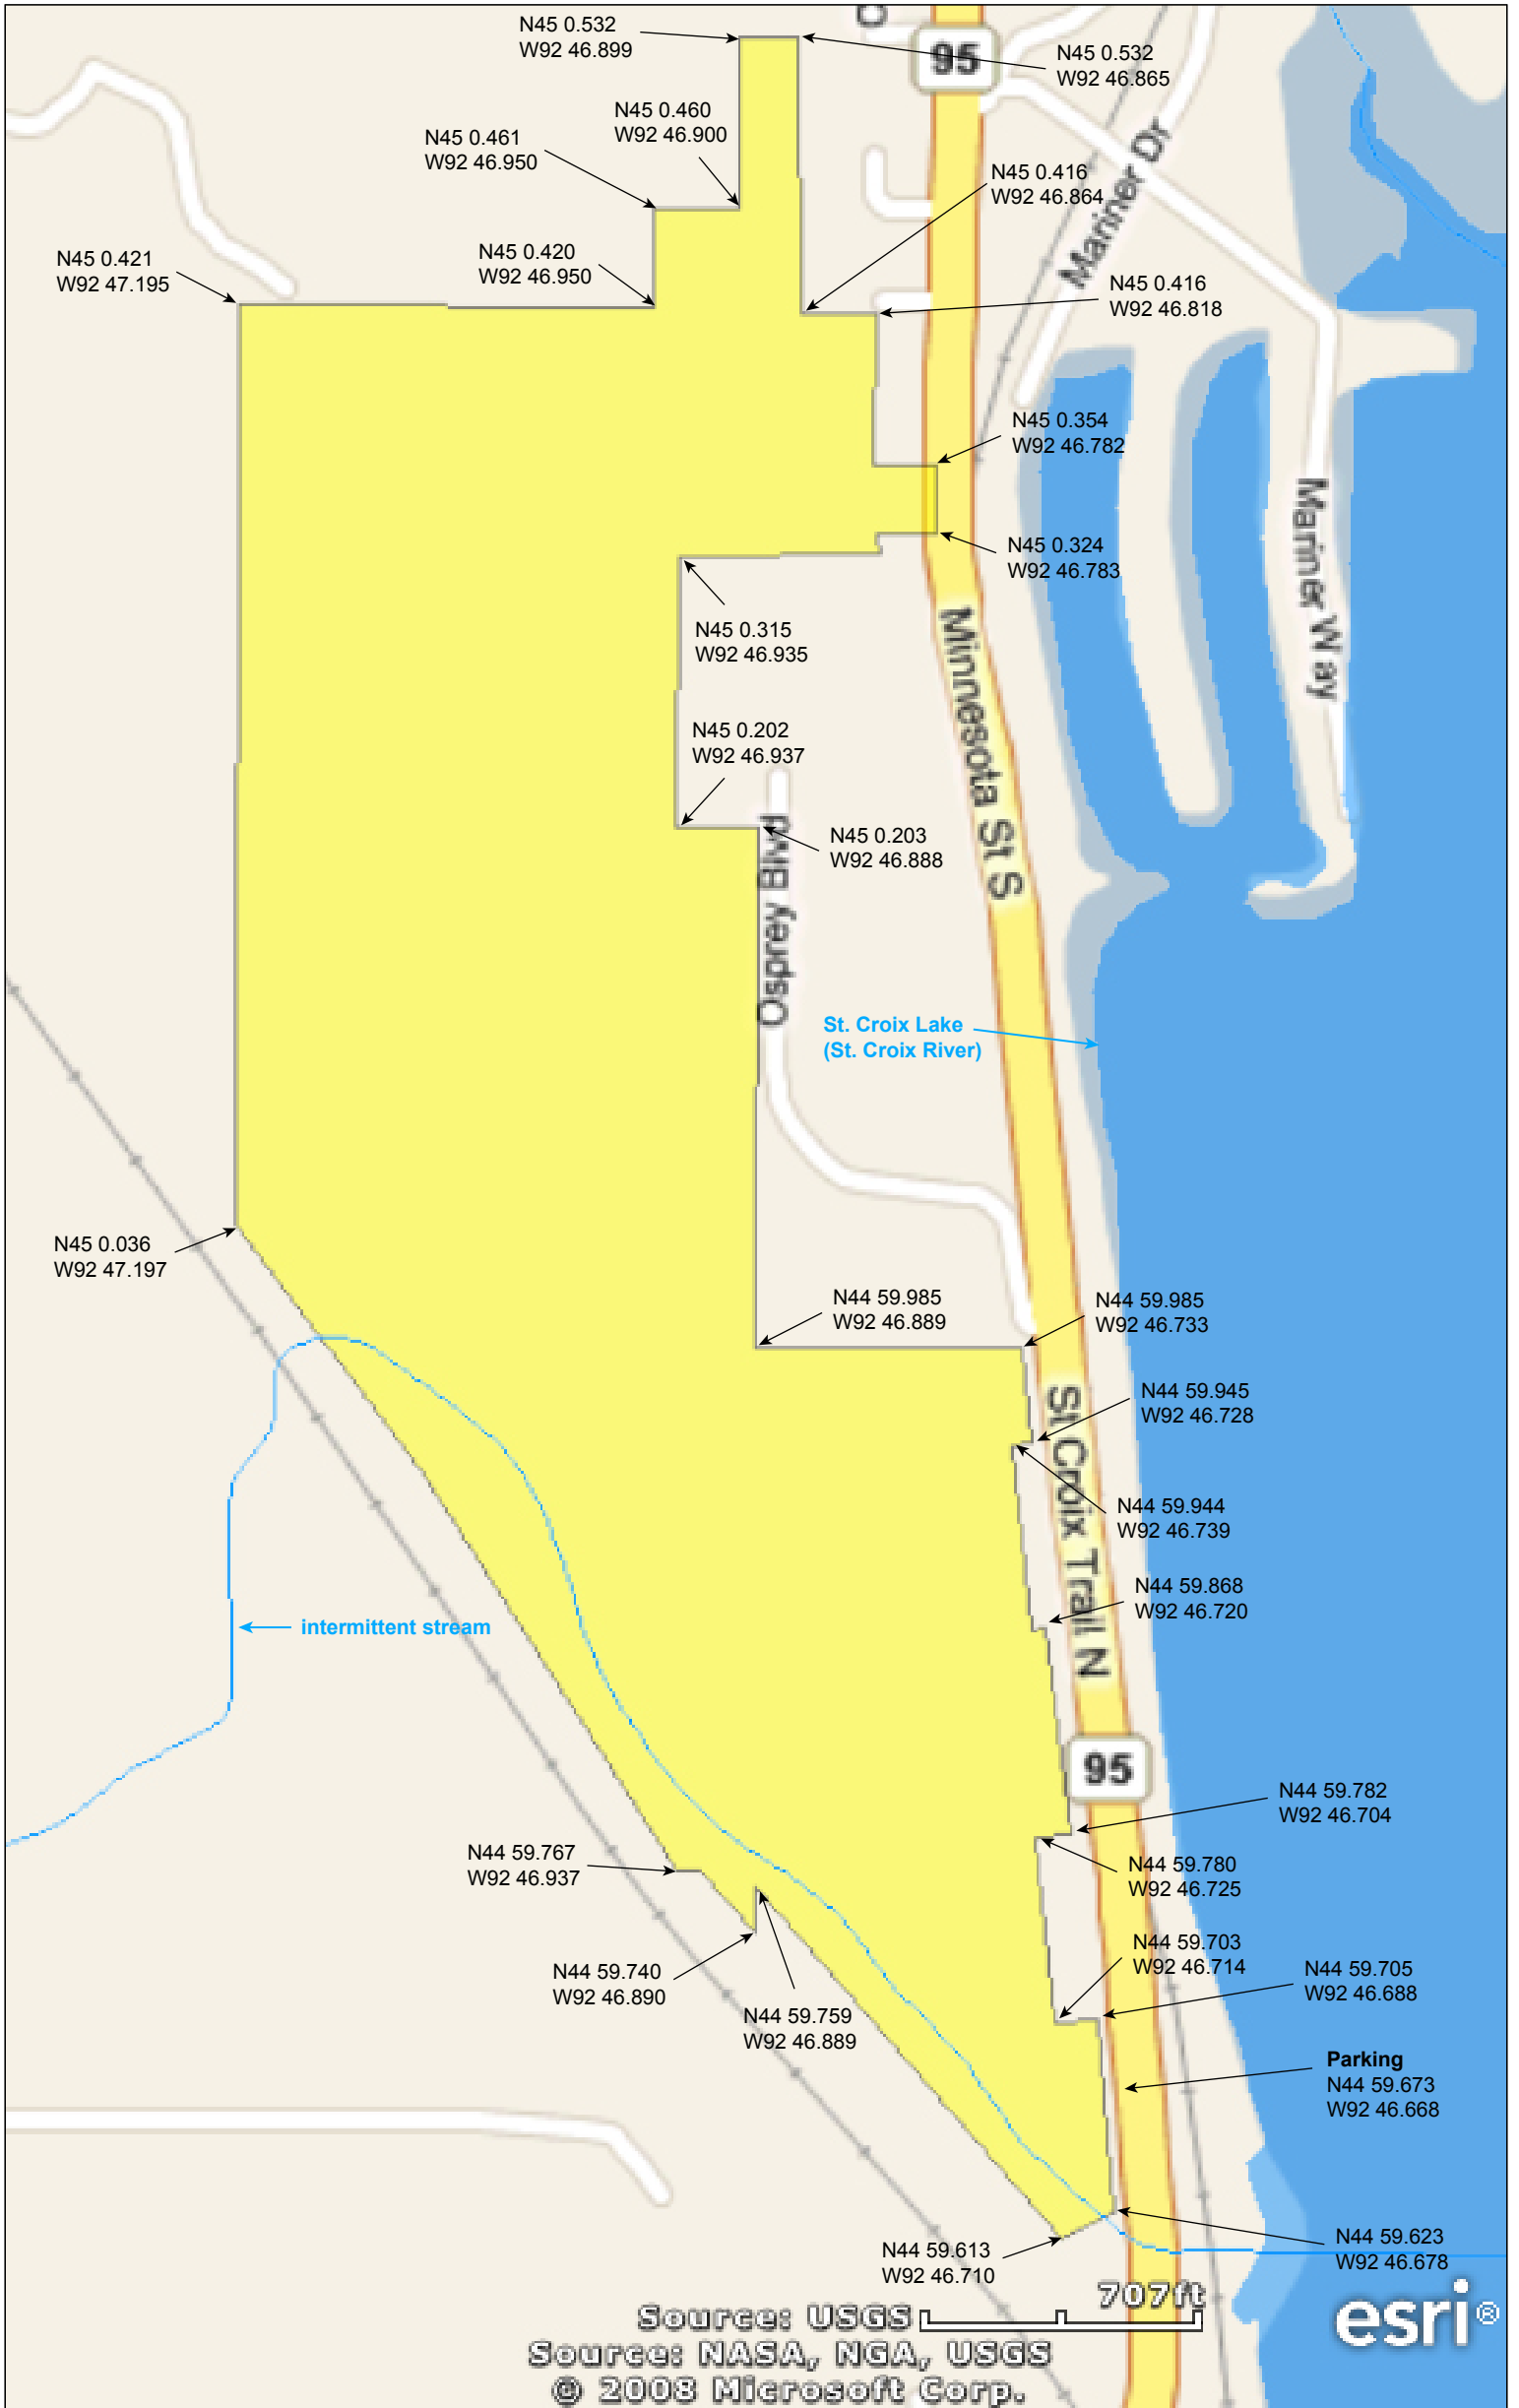 N45 0.532
W92 46.899
C
95
N45 0.532
W92 46.865
N45 0.460
W92 46.900
N45 0.461
W92 46.950
N45 0.416
W92 46.864
Mariner Dr
N45 0.421
W92 47.195
N45 0.420
W92 46.950
N45 0.416
W92 46.818
N45 0.354
W92 46.782
Mariner Way
N45 0.324
W92 46.783
N45 0.315
W92 46.935
Minnesota St S
N45 0.202
W92 46.937
N45 0.203
W92 46.888
Osprey Blvd
St. Croix Lake
(St. Croix River)
N45 0.036
W92 47.197
N44 59.985
W92 46.889
N44 59.985
W92 46.733
N44 59.945
W92 46.728
St Croix Trail N
N44 59.944
W92 46.739
N44 59.868
W92 46.720
intermittent stream
95
N44 59.782
W92 46.704
N44 59.767
W92 46.937
N44 59.780
W92 46.725
N44 59.703
W92 46.714
N44 59.705
W92 46.688
N44 59.740
W92 46.890
N44 59.759
W92 46.889
Parking
N44 59.673
W92 46.668
N44 59.613
W92 46.710
N44 59.623
W92 46.678
707ft
Source: USGS
Source: NASA, NGA, USGS
© 2008 Microsoft Corp.
esri®